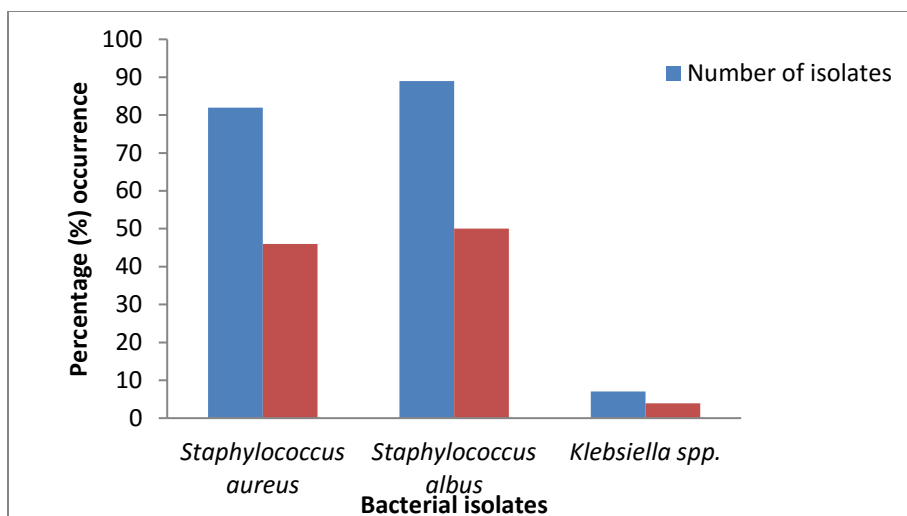 100
90
80
70
60
50
40
30
20
10
0
Percentage (%) occurrence
Number of isolates
Staphylococcus
aureus
Staphylococcus
albus
Klebsiella spp.
Bacterial isolates